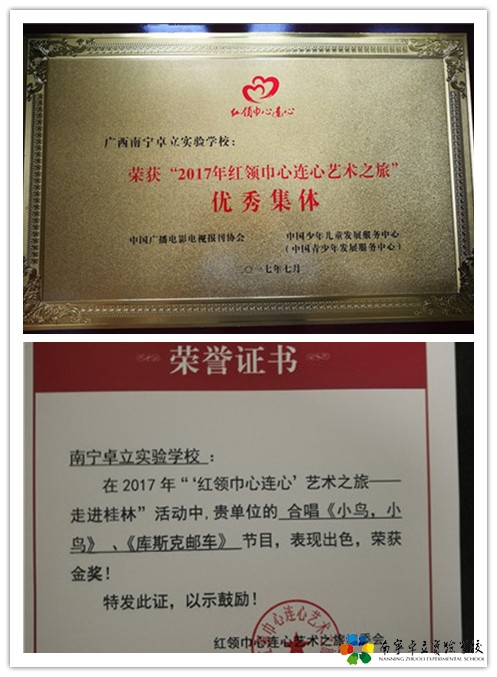 红领巾心连心
广西南宁卓立实验学校：
荣获“2017年红领巾心连心艺术之旅”
优秀集体
中国广播电影电视报刊协会 中国少年儿童发展服务中心
（中国青少年发展服务中心）
二〇一七年七月
荣誉证书
南宁卓立实验学校：
在2017年“‘红领巾心连心’艺术之旅——
走进桂林”活动中,贵单位的 合唱《小鸟，小
鸟》、《库斯克邮车》 节目，表现出色，荣获
金奖！
特发此证，以示鼓励！
红领巾心连心艺术之旅组委会
南宁卓立实验学校
NANNING ZHUOLI EXPERIMENTAL SCHOOL